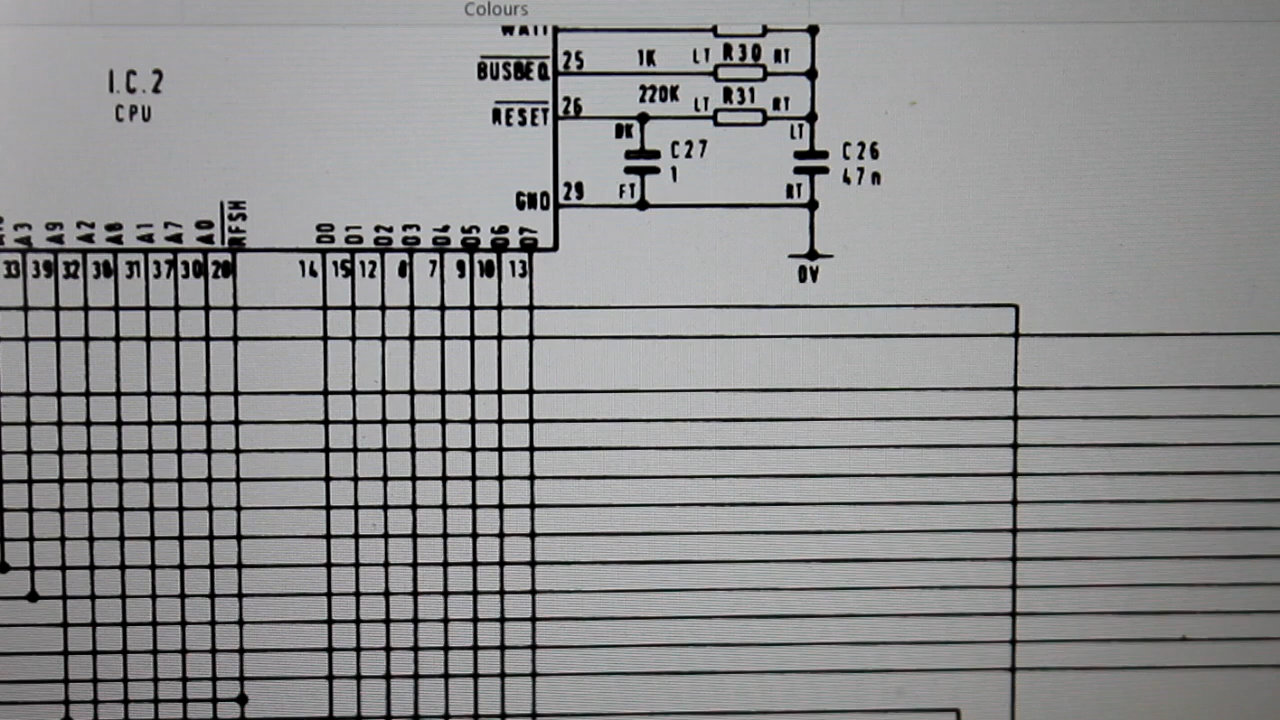 Colours
WAIT
R30
25 1K LT RT
BUSREQ
I.C.2
CPU
220K LT R31 RT
26
RESET
BK LT
C27 C26
1 47n
29 FT RT
GND
A3 A9 A2 A8 A1 A7 A0 RFSH D0 D1 D2 D3 D4 D5 D6 D7
33 39 32 38 31 37 30 28 14 15 12 8 7 9 10 13
0V